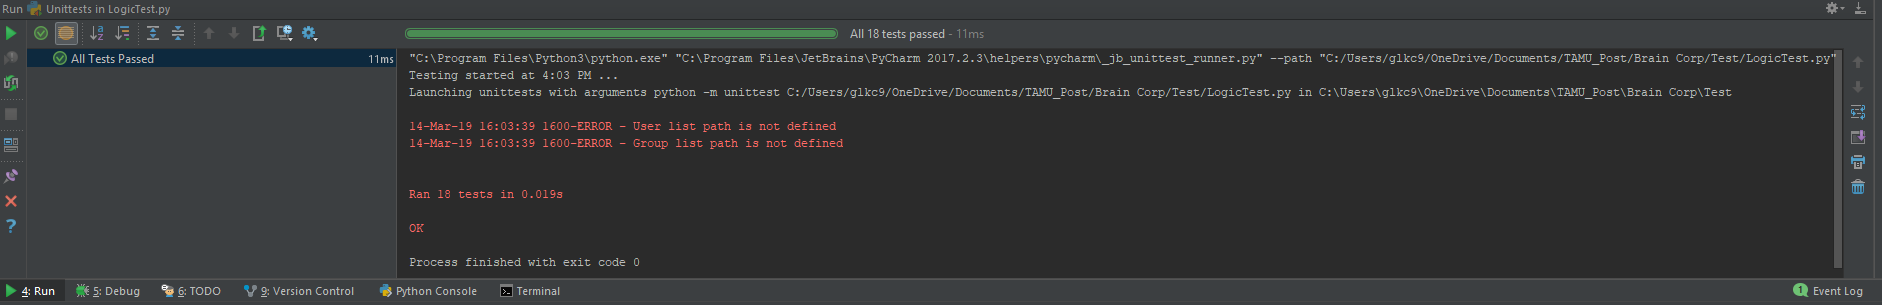 Run Unittests in LogicTest.py
All 18 tests passed - 11ms
All Tests Passed 11ms
"C:\Program Files\Python3\python.exe" "C:\Program Files\JetBrains\PyCharm 2017.2.3\helpers\pycharm\_jb_unittest_runner.py" --path "C:/Users/glkc9/OneDrive/Documents/TAMU_Post/Brain Corp/Test/LogicTest.py"
Testing started at 4:03 PM ...
Launching unittests with arguments python -m unittest C:/Users/glkc9/OneDrive/Documents/TAMU_Post/Brain Corp/Test/LogicTest.py in C:\Users\glkc9\OneDrive\Documents\TAMU_Post\Brain Corp\Test
14-Mar-19 16:03:39 1600-ERROR - User list path is not defined
14-Mar-19 16:03:39 1600-ERROR - Group list path is not defined
Ran 18 tests in 0.019s
OK
Process finished with exit code 0
4: Run 5: Debug 6: TODO 9: Version Control Python Console Terminal 1 Event Log